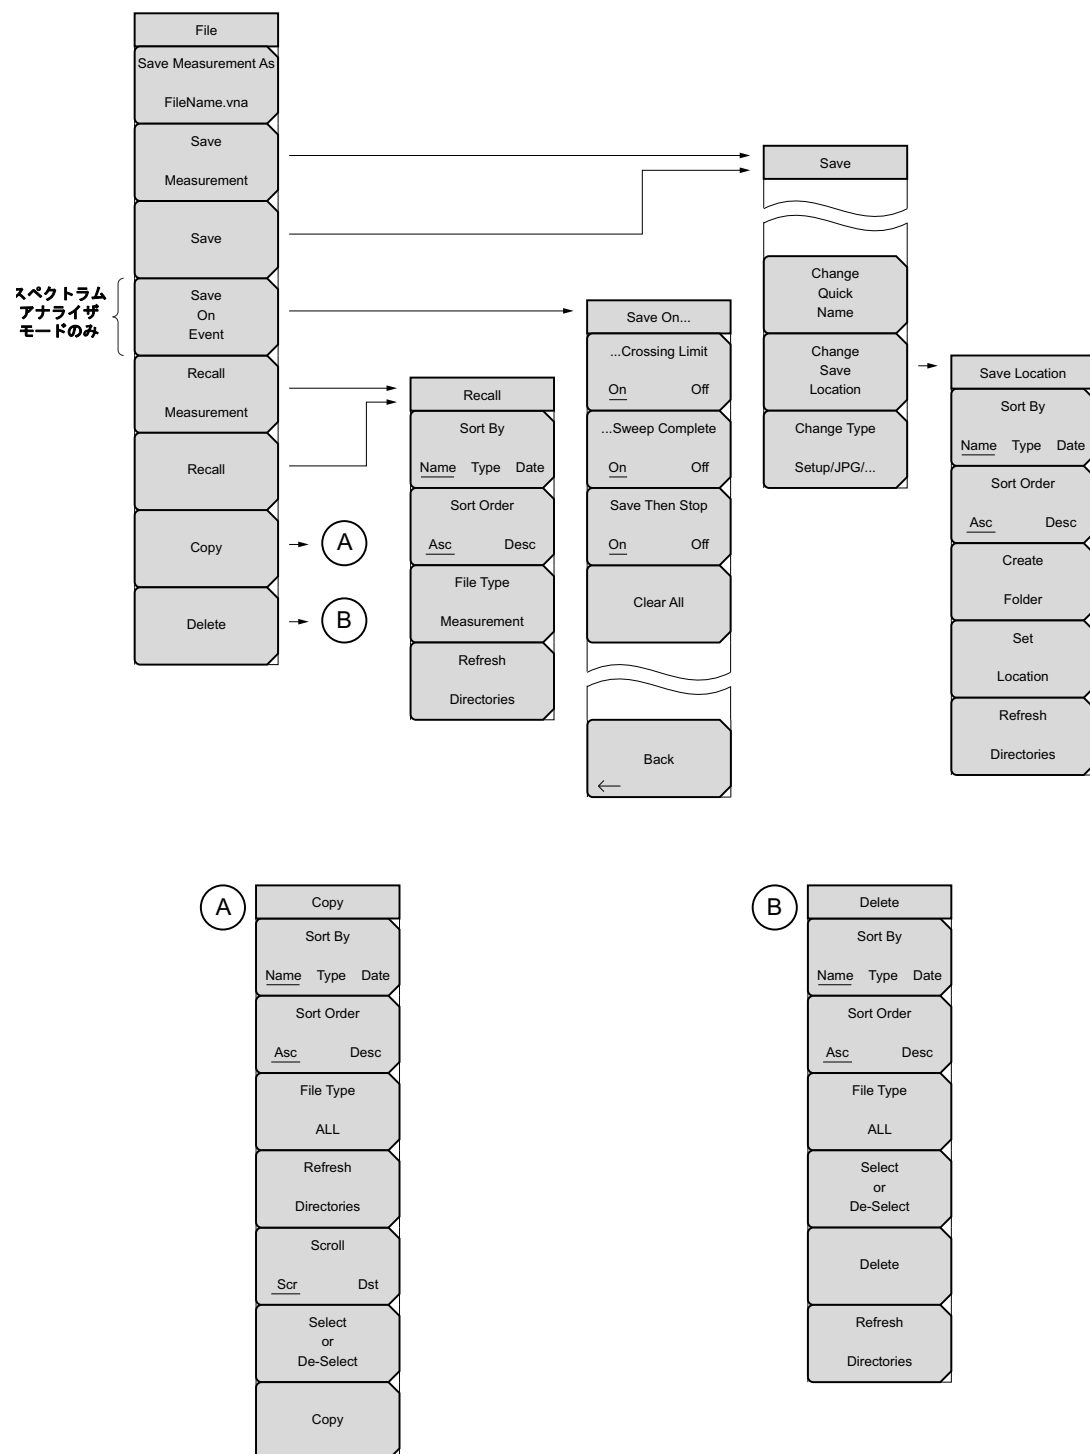 File
Save Measurement As
FileName.vna
Save
Measurement
Save
スペクトラム
アナライザ
モードのみ
Save
On
Event
Recall
Measurement
Recall
Copy
A
Delete
B
Recall
Sort By
Name Type Date
Sort Order
Asc Desc
File Type
Measurement
Refresh
Directories
Save On...
...Crossing Limit
On Off
...Sweep Complete
On Off
Save Then Stop
On Off
Clear All
Back
Save
Change
Quick
Name
Change
Save
Location
Change Type
Setup/JPG/...
Save Location
Sort By
Name Type Date
Sort Order
Asc Desc
Create
Folder
Set
Location
Refresh
Directories
A
Copy
Sort By
Name Type Date
Sort Order
Asc Desc
File Type
ALL
Refresh
Directories
Scroll
Scr Dst
Select
or
De-Select
Copy
B
Delete
Sort By
Name Type Date
Sort Order
Asc Desc
File Type
ALL
Select
or
De-Select
Delete
Refresh
Directories